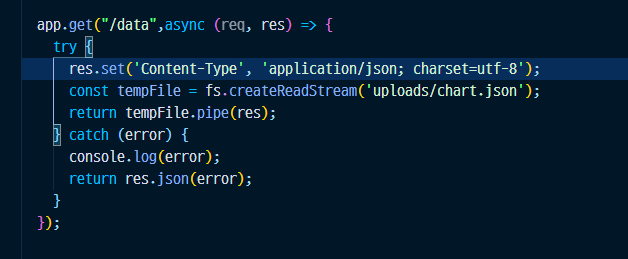 app.get("/data",async (req, res) => {
  try {
    res.set('Content-Type', 'application/json; charset=utf-8');
    const tempFile = fs.createReadStream('uploads/chart.json');
    return tempFile.pipe(res);
  } catch (error) {
    console.log(error);
    return res.json(error);
  }
});